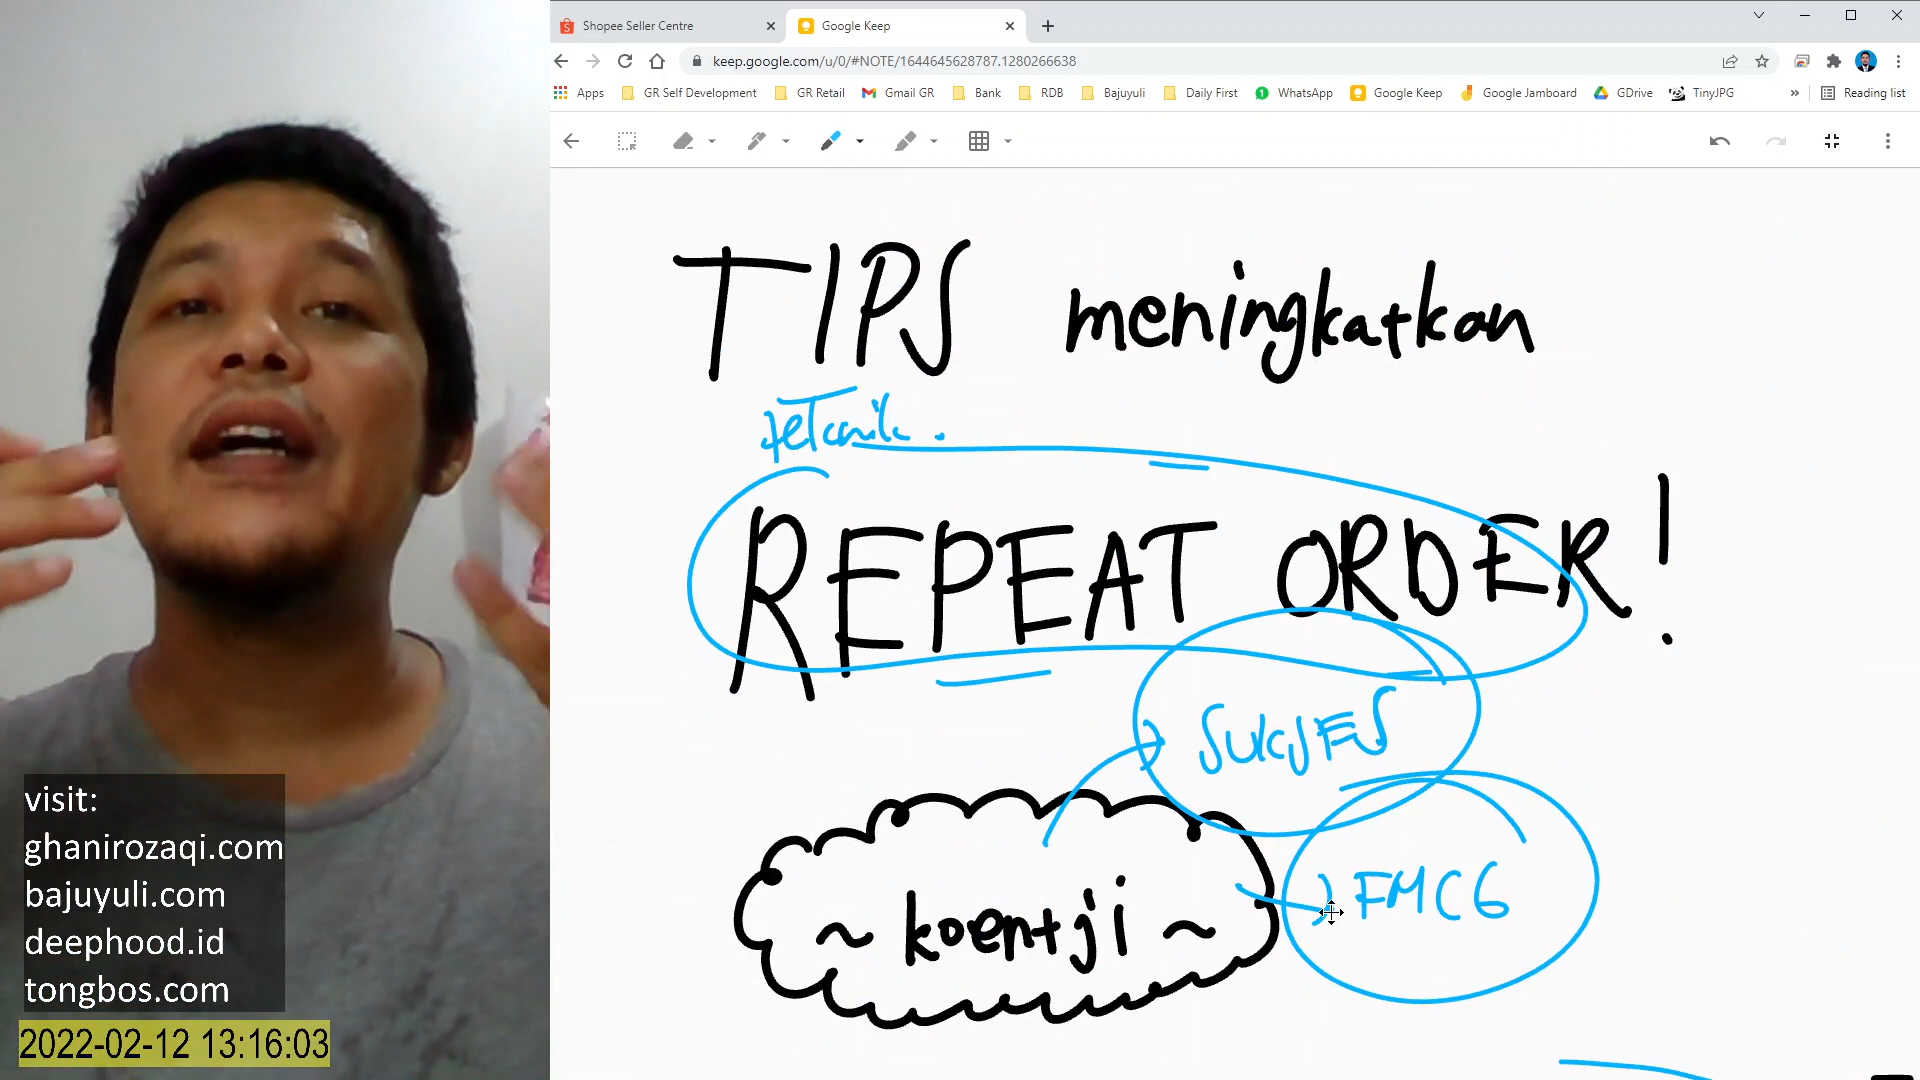 Shopee Seller Centre
Google Keep
keep.google.com/u/0/#NOTE/1644645628787.1280266638
Apps
GR Self Development
GR Retail
Gmail GR
Bank
RDB
Bajuyuli
Daily First
WhatsApp
Google Keep
Google Jamboard
GDrive
TinyJPG
»
Reading list
TIPS meningkatkan
REPEAT ORDER!
SUKSES
FMCG
~ koentji ~
visit:
ghanirozaqi.com
bajuyuli.com
deephood.id
tongbos.com
2022-02-12 13:16:03